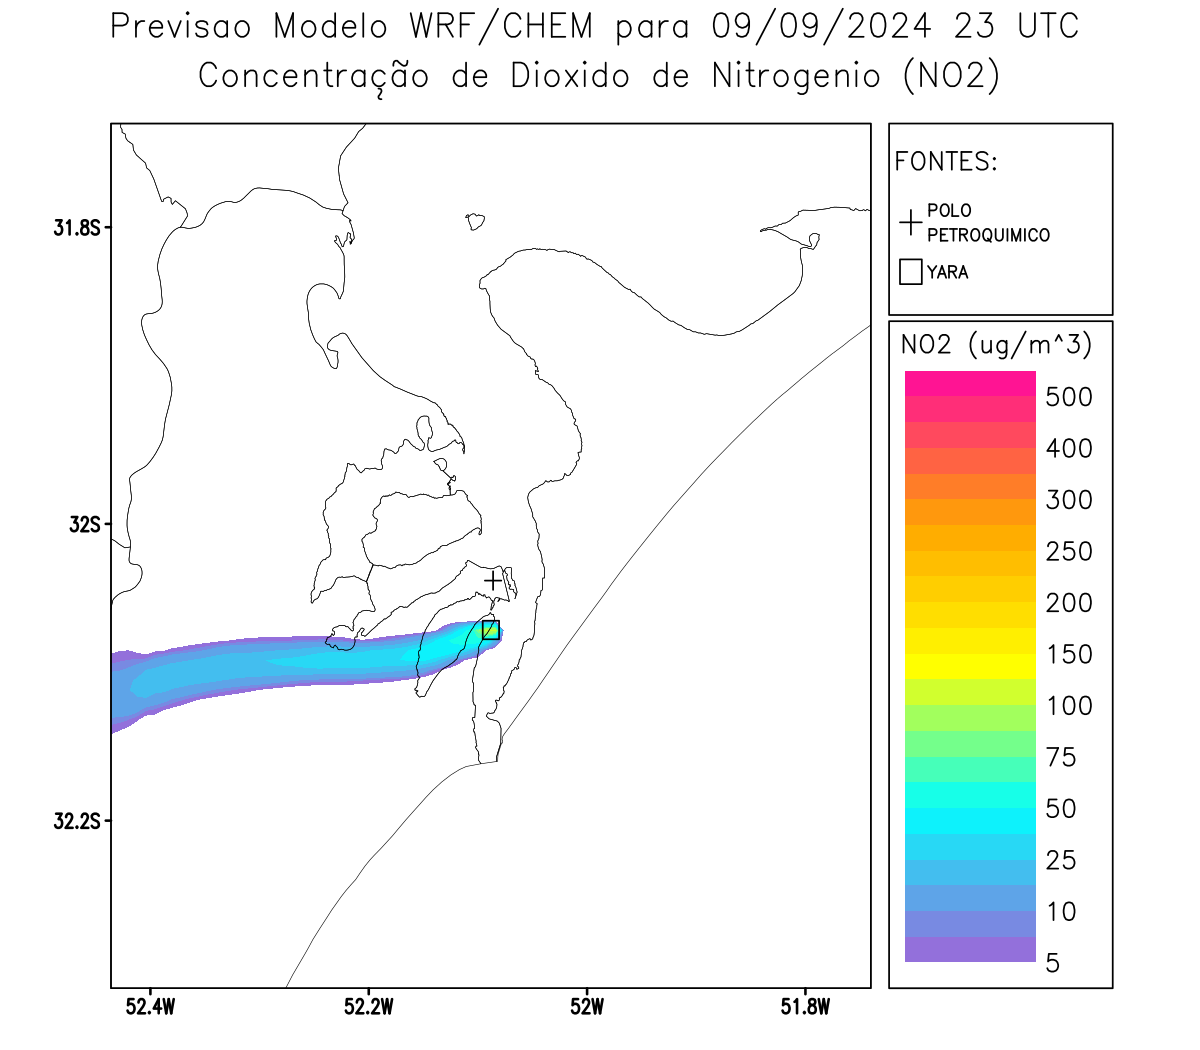 Previsao Modelo WRF/CHEM para 09/09/2024 23 UTC
Concentração de Dioxido de Nitrogenio (NO2)
FONTES:
POLO
PETROQUIMICO
YARA
31.8S
32S
32.2S
52.4W
52.2W
52W
51.8W
NO2 (ug/m^3)
500
400
300
250
200
150
100
75
50
25
10
5